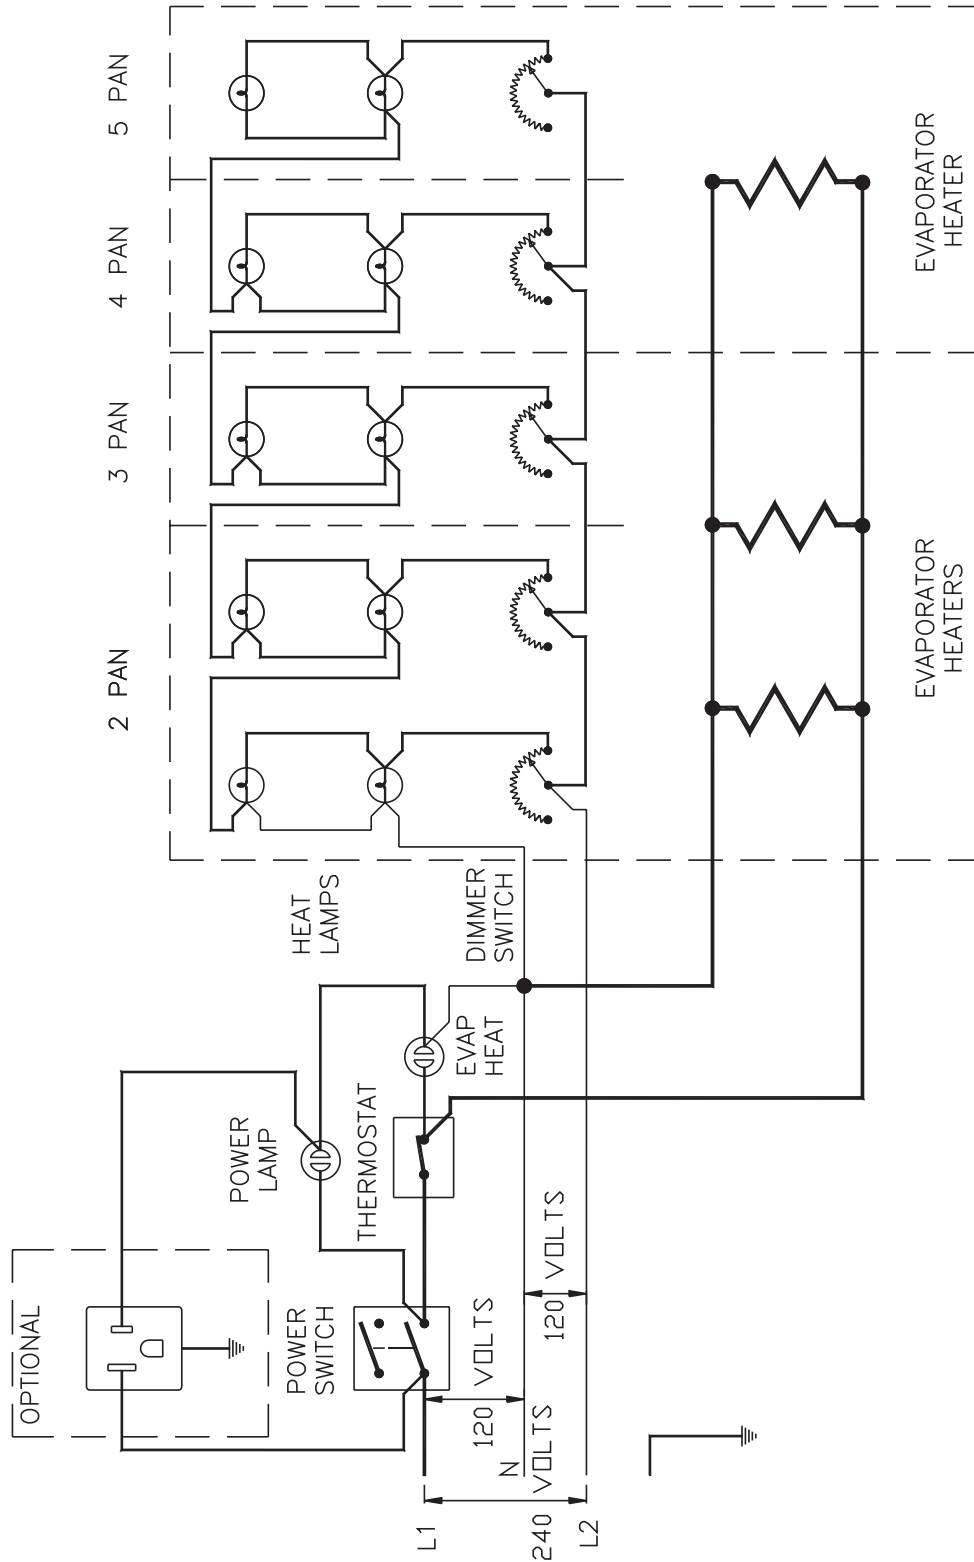 2 PAN
3 PAN
4 PAN
5 PAN
OPTIONAL
POWER
LAMP
HEAT
LAMPS
POWER
SWITCH
THERMOSTAT
EVAP
HEAT
DIMMER
SWITCH
L1
120 VOLTS
N
240 VOLTS
120 VOLTS
L2
EVAPORATOR
HEATERS
EVAPORATOR
HEATER